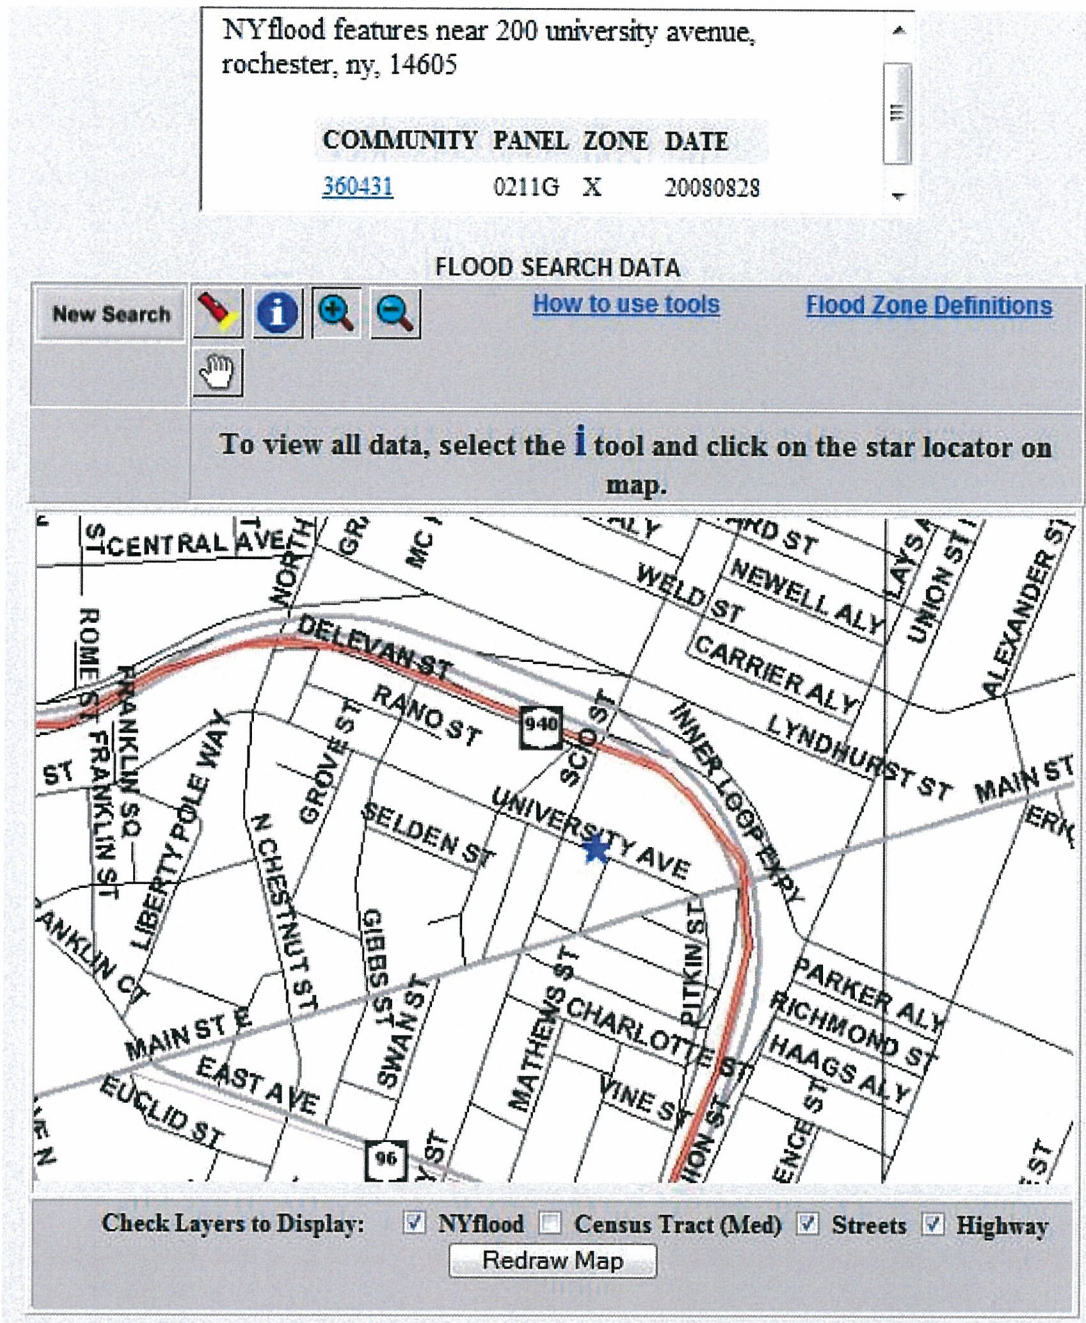 NYflood features near 200 university avenue,
rochester, ny, 14605
COMMUNITY PANEL ZONE DATE
360431 0211G X 20080828
FLOOD SEARCH DATA
New Search
i
How to use tools
Flood Zone Definitions
To view all data, select the i tool and click on the star locator on
map.
ST
CENTRAL AVE
NORTH
WELD ST
NEWELL ALY
CARRIER ALY
UNION ST
ALEXANDER ST
ROME ST
FRANKLIN SQ
FRANKLIN ST
DELEVAN ST
RANO ST
940
SCIO ST
INNER LOOP EXPY
LYNDHURST ST
MAIN ST
ST
LIBERTY POLE WAY
GROVE ST
SELDEN ST
UNIVERSITY AVE
N CHESTNUT ST
GIBBS ST
SWAN ST
MATHEWS ST
PITKIN ST
CHARLOTTE ST
VINE ST
PARKER ALY
RICHMOND ST
HAAGS ALY
MAIN ST E
EAST AVE
EUCLID ST
96
Check Layers to Display: NYflood Census Tract (Med) Streets Highway
Redraw Map